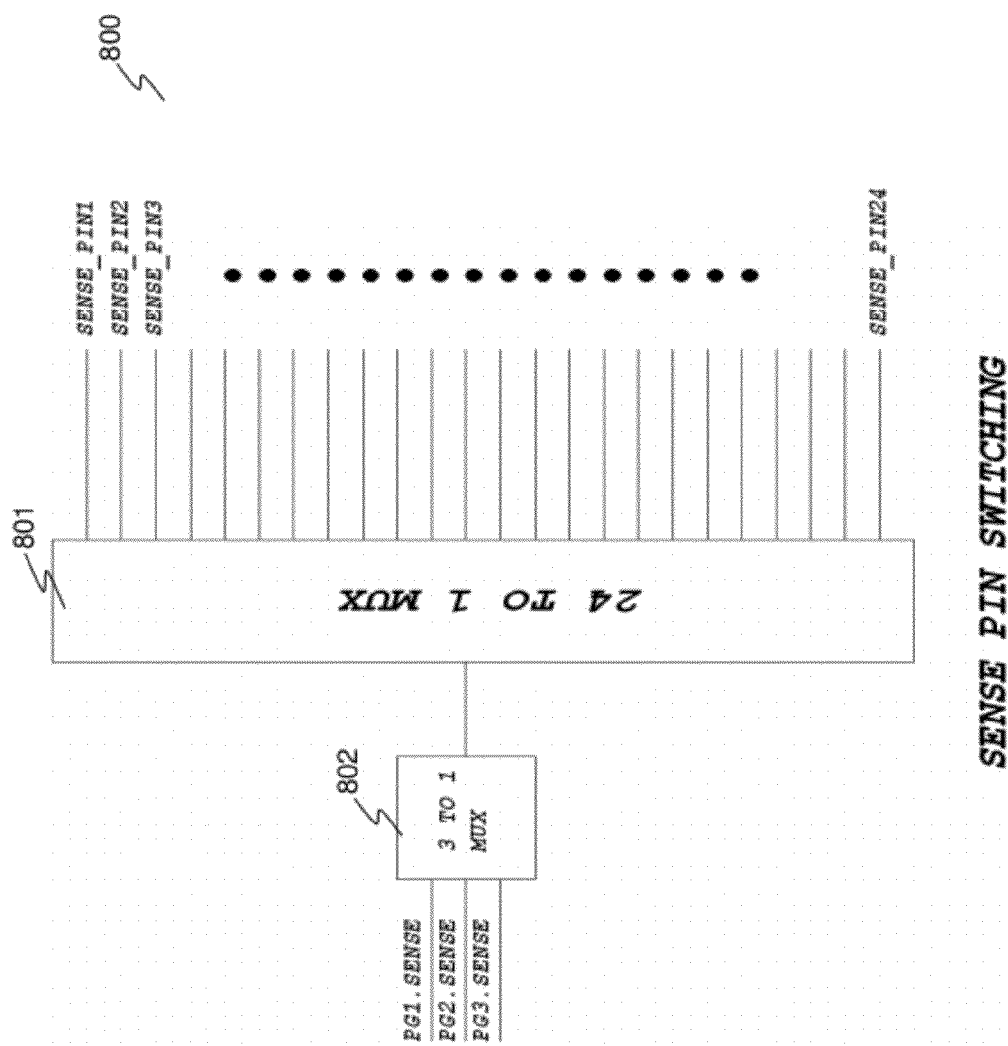 800
SENSE_PIN1
SENSE_PIN2
SENSE_PIN3
SENSE_PIN24
801
24 TO 1 MUX
802
3 TO 1
MUX
PG1.SENSE
PG2.SENSE
PG3.SENSE
SENSE PIN SWITCHING